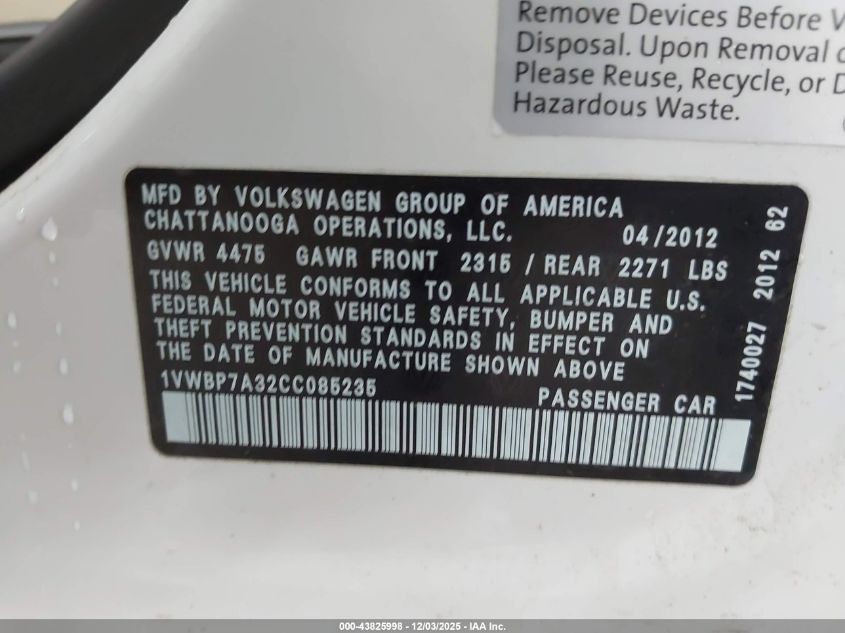 Remove Devices Before
Disposal. Upon Removal
Please Reuse, Recycle, or
Hazardous Waste.
MFD BY VOLKSWAGEN GROUP OF AMERICA
CHATTANOOGA OPERATIONS, LLC. 04/2012
GVWR 4475 GAWR FRONT 2315 / REAR 2271 LBS
THIS VEHICLE CONFORMS TO ALL APPLICABLE U.S.
FEDERAL MOTOR VEHICLE SAFETY, BUMPER AND
THEFT PREVENTION STANDARDS IN EFFECT ON
THE DATE OF MANUFACTURE SHOWN ABOVE
1VWBP7A32CC085235 PASSENGER CAR
1740027 2012 62
000-43825998 - 12/03/2025 - IAA Inc.